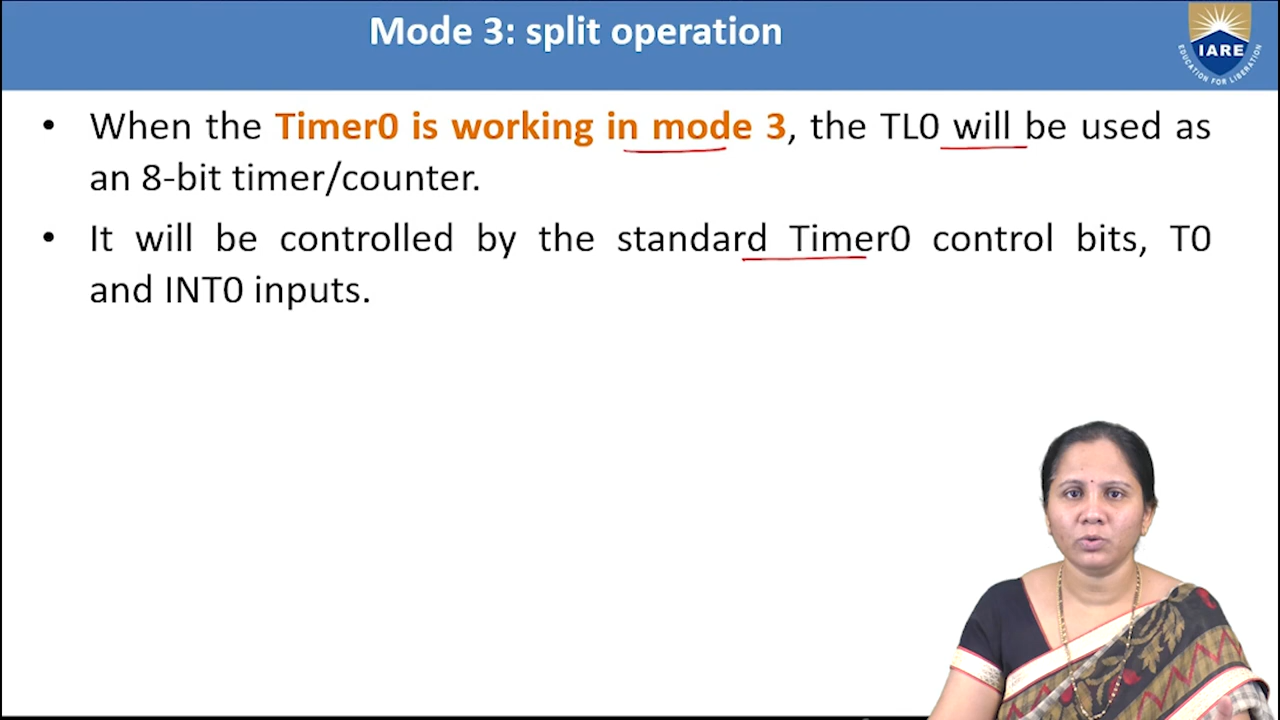 Mode 3: split operation
IARE
EDUCATION FOR LIBERATION
• When the Timer0 is working in mode 3, the TL0 will be used as
an 8-bit timer/counter.
• It will be controlled by the standard Timer0 control bits, T0
and INT0 inputs.